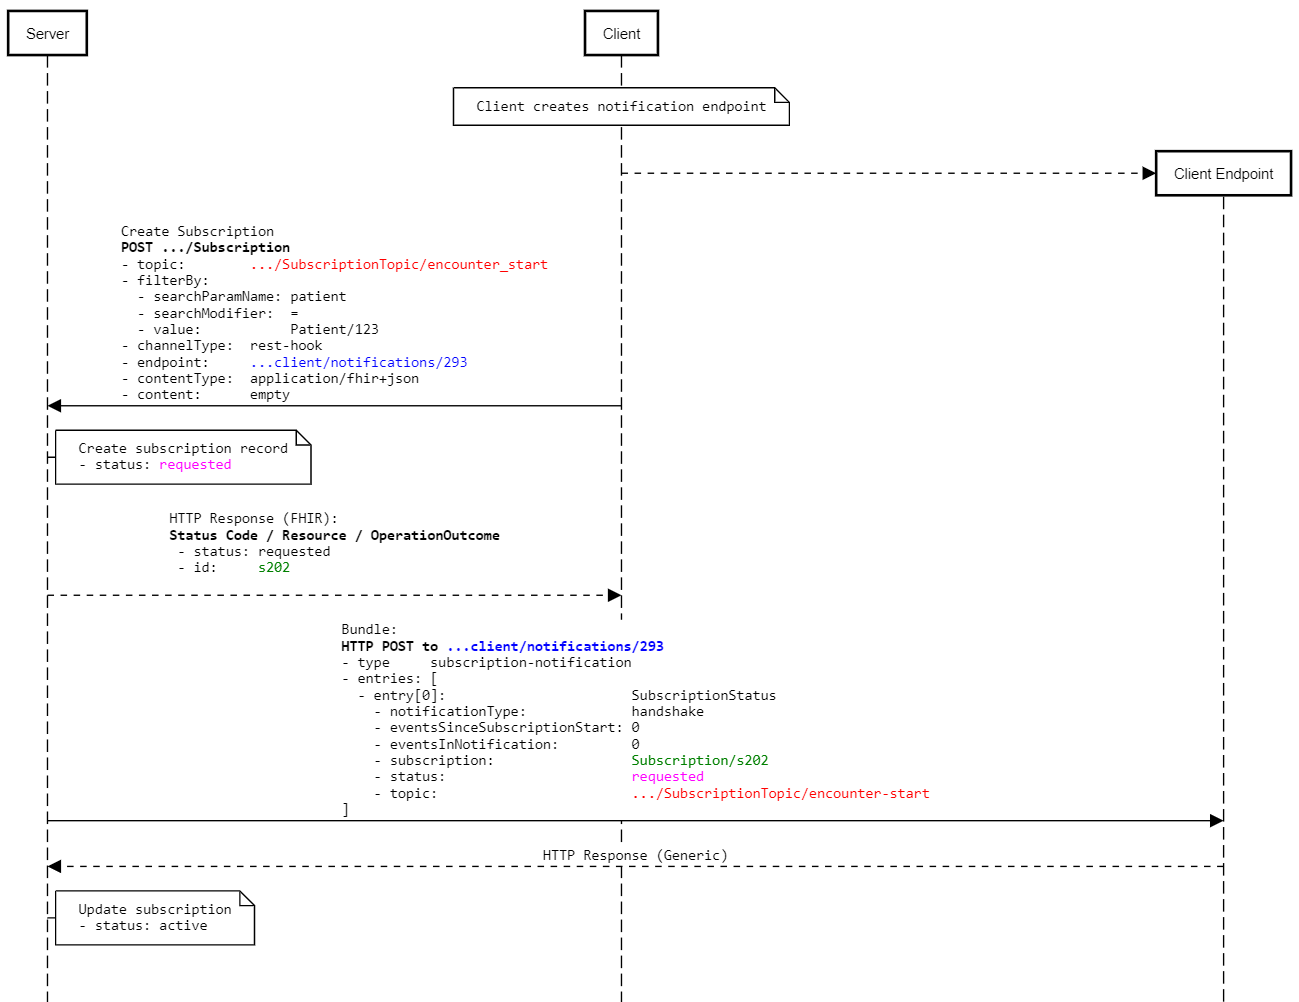 Server
Client
Client creates notification endpoint
Client Endpoint
Create Subscription
POST .../Subscription
- topic: .../SubscriptionTopic/encounter_start
- filterBy:
- searchParamName: patient
- searchModifier: =
- value: Patient/123
- channelType: rest-hook
- endpoint: ...client/notifications/293
- contentType: application/fhir+json
- content: empty
Create subscription record
- status: requested
HTTP Response (FHIR):
Status Code / Resource / OperationOutcome
- status: requested
- id: s202
Bundle:
HTTP POST to ...client/notifications/293
- type subscription-notification
- entries: [
- entry[0]: SubscriptionStatus
- notificationType: handshake
- eventsSinceSubscriptionStart: 0
- eventsInNotification: 0
- subscription: Subscription/s202
- status: requested
- topic: .../SubscriptionTopic/encounter-start
]
HTTP Response (Generic)
Update subscription
- status: active